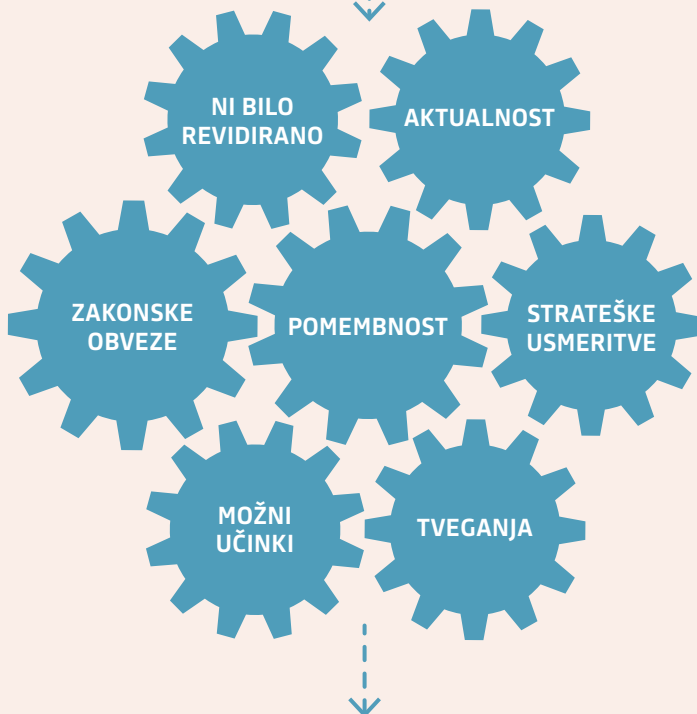 NI BILO
REVIDIRANO
AKTUALNOST
ZAKONSKE
OBVEZE
POMEMBNOST
STRATEŠKE
USMERITVE
MOŽNI
UČINKI
TVEGANJA